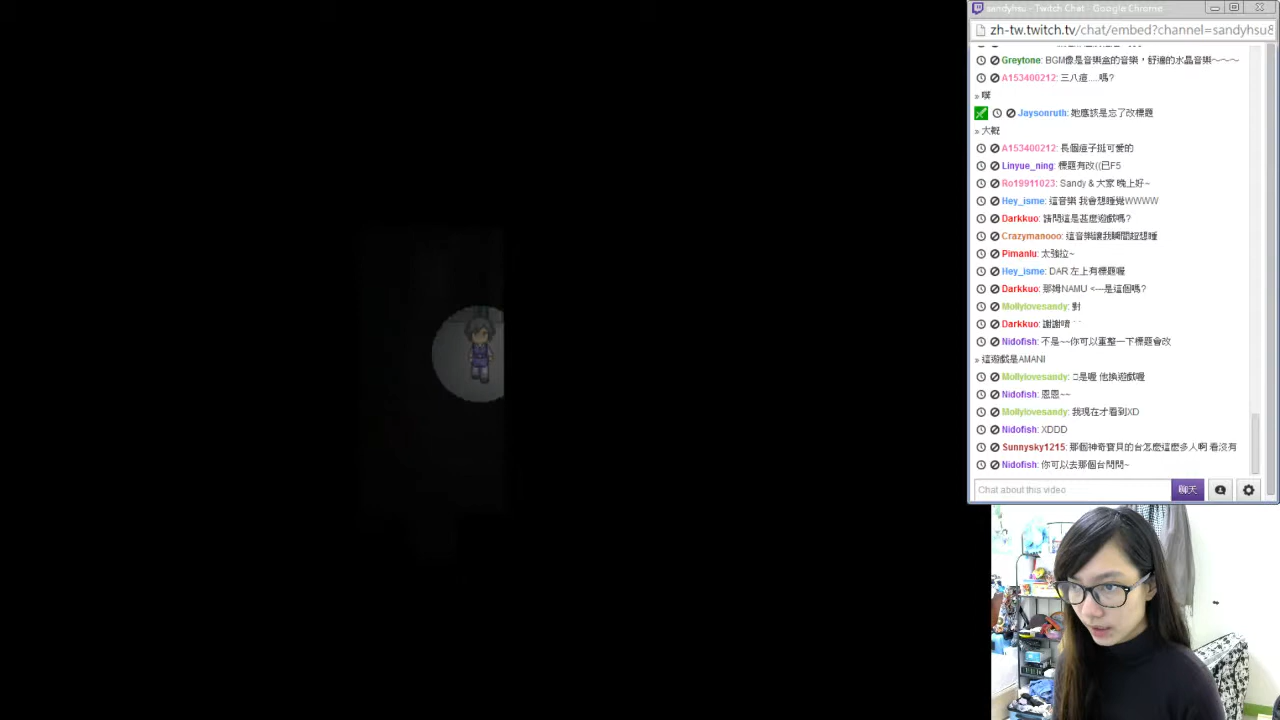 sandyhsu - Twitch Chat - Google Chrome
zh-tw.twitch.tv/chat/embed?channel=sandyhsu&
Greytone: BGM像是音樂盒的音樂，舒適的水晶音樂~~~
A153400212: 三八痣....嗎?
» 噗
Jaysonruth: 她應該是忘了改標題
» 大概
A153400212: 長個痣子挺可愛的
Linyue_ning: 標題有改((已F5
Ro19911023: Sandy & 大家 晚上好~
Hey_isme: 這音樂 我會想睡覺WWWW
Darkkuo: 請問這是甚麼遊戲嗎?
Crazymanooo: 這音樂讓我瞬間超想睡
Pimanlu: 太強拉~
Hey_isme: DAR 左上有標題喔
Darkkuo: 那姆NAMU <---是這個嗎?
Mollylovesandy: 對
Darkkuo: 謝謝唷^^
Nidofish: 不是~~你可以重整一下標題會改
» 這遊戲是AMANI
Mollylovesandy: 是喔 他換遊戲喔
Nidofish: 恩恩~~
Mollylovesandy: 我現在才看到XD
Nidofish: XDDD
Sunnysky1215: 那個神奇寶貝的台怎麼這麼多人啊 看沒有
Nidofish: 你可以去那個台問問~
Chat about this video
聊天